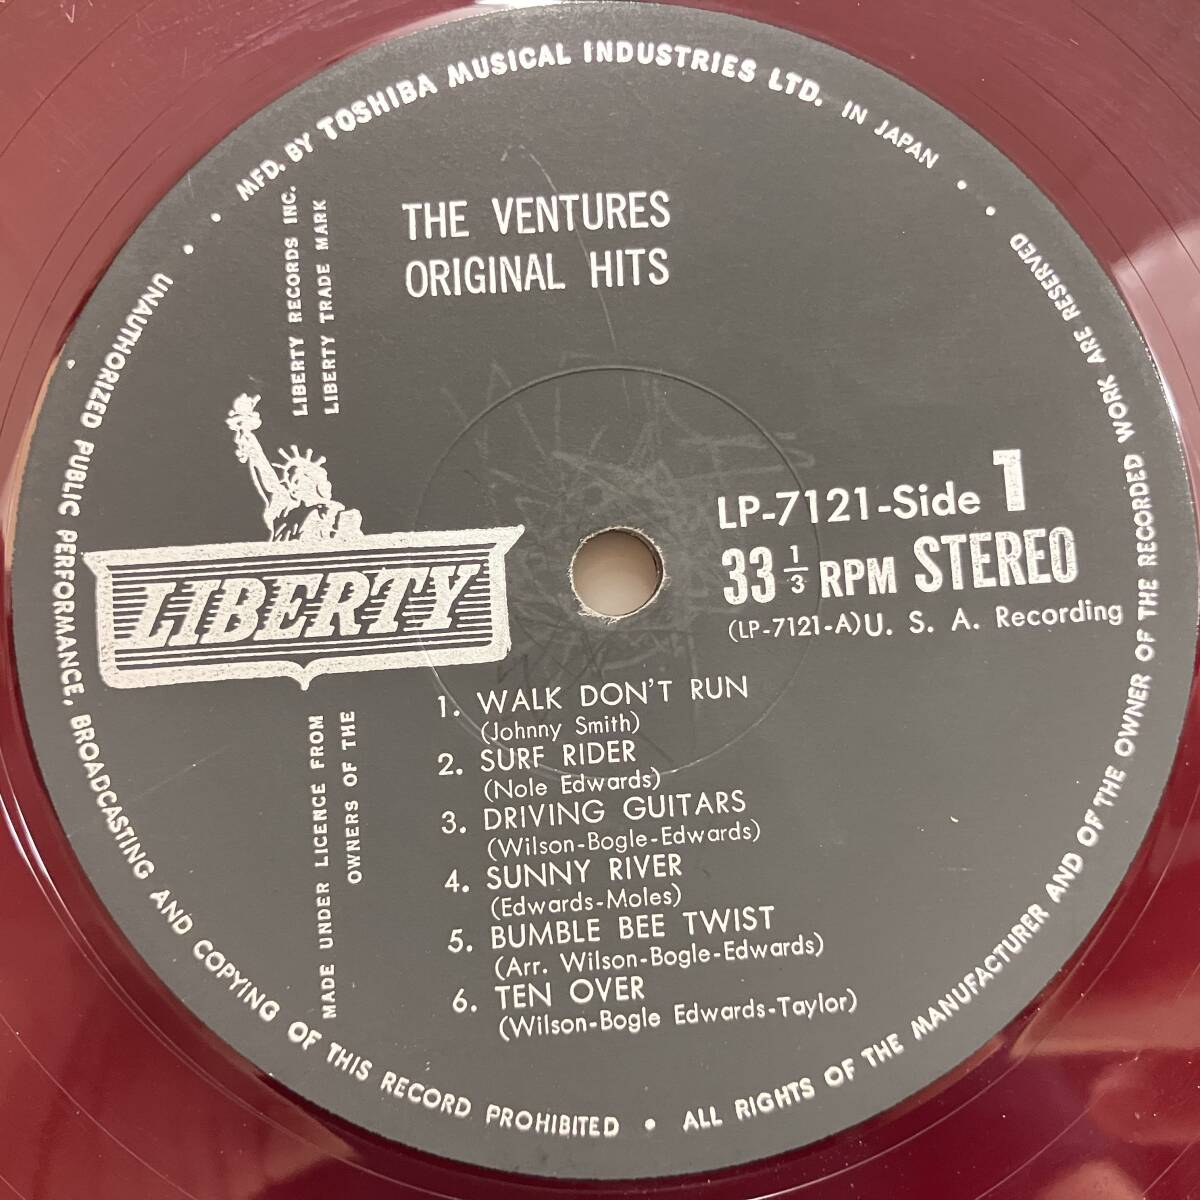 MFD. BY TOSHIBA MUSICAL INDUSTRIES LTD. IN JAPAN
THE VENTURES
ORIGINAL HITS
LIBERTY RECORDS INC.
LIBERTY TRADE MARK
LIBERTY
LP-7121-Side 1
33 1/3 RPM STEREO
(LP-7121-A) U. S. A. Recording
MADE UNDER LICENCE FROM
OWNERS OF THE
1. WALK DON'T RUN
(Johnny Smith)
2. SURF RIDER
(Nole Edwards)
3. DRIVING GUITARS
(Wilson-Bogle-Edwards)
4. SUNNY RIVER
(Edwards-Moles)
5. BUMBLE BEE TWIST
(Arr. Wilson-Bogle-Edwards)
6. TEN OVER
(Wilson-Bogle Edwards-Taylor)
UNAUTHORIZED PUBLIC PERFORMANCE, BROADCASTING AND COPYING OF THIS RECORD PROHIBITED • ALL RIGHTS OF THE MANUFACTURER AND OF THE OWNER OF THE RECORDED WORK ARE RESERVED